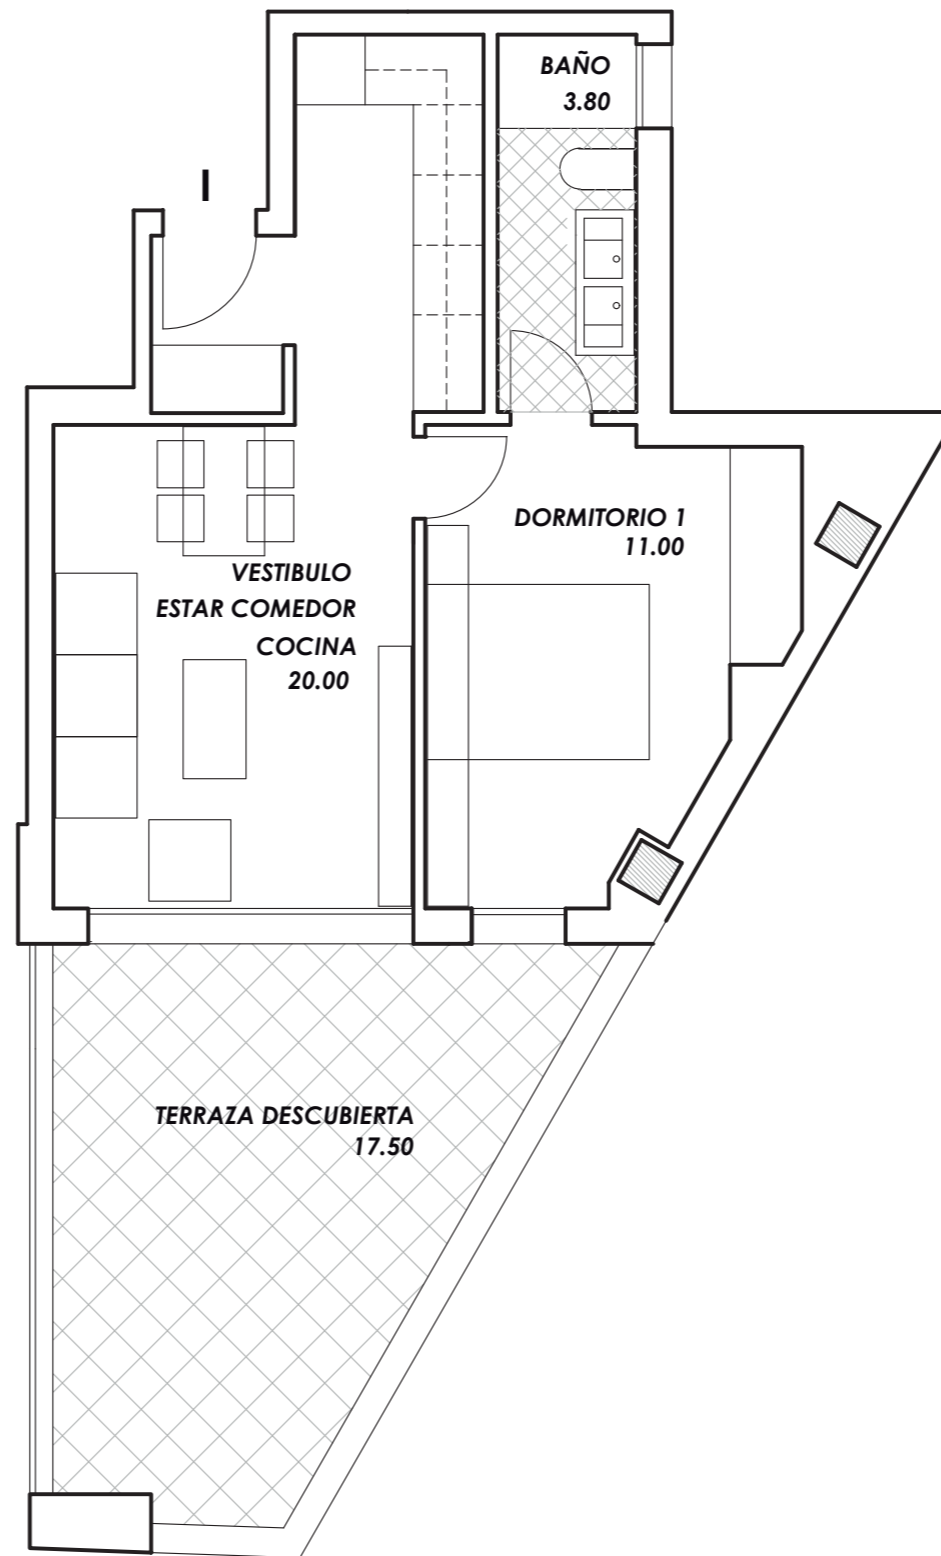 BAÑO
3.80
I
DORMITORIO 1
11.00
VESTIBULO
ESTAR COMEDOR
COCINA
20.00
TERRAZA DESCUBIERTA
17.50